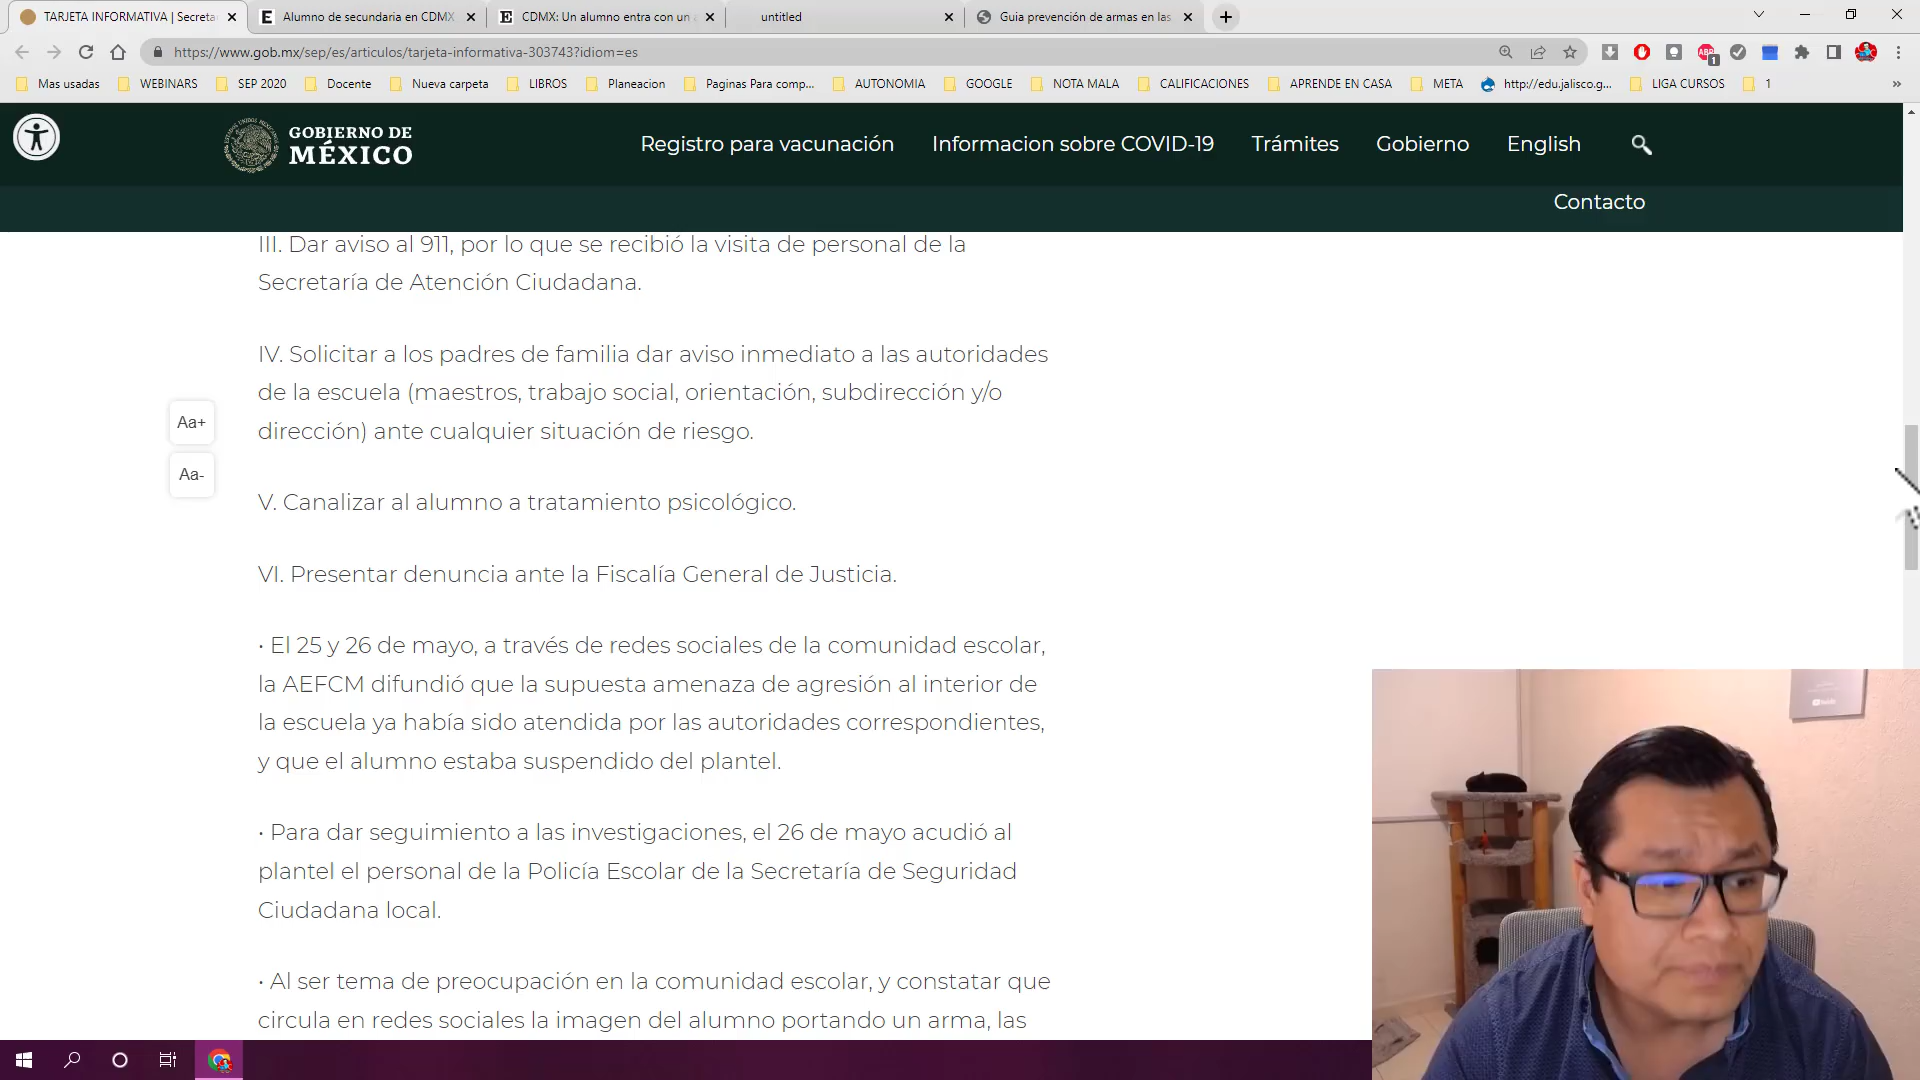 TARJETA INFORMATIVA | Secreta
Alumno de secundaria en CDMX
CDMX: Un alumno entra con un
untitled
Guia prevención de armas en las
https://www.gob.mx/sep/es/articulos/tarjeta-informativa-303743?idiom=es
Mas usadas
WEBINARS
SEP 2020
Docente
Nueva carpeta
LIBROS
Planeacion
Paginas Para comp...
AUTONOMIA
GOOGLE
NOTA MALA
CALIFICACIONES
APRENDE EN CASA
META
http://edu.jalisco.g...
LIGA CURSOS
1
»
GOBIERNO DE
MÉXICO
Registro para vacunación
Informacion sobre COVID-19
Trámites
Gobierno
English
Contacto
III. Dar aviso al 911, por lo que se recibió la visita de personal de la
Secretaría de Atención Ciudadana.
IV. Solicitar a los padres de familia dar aviso inmediato a las autoridades
de la escuela (maestros, trabajo social, orientación, subdirección y/o
dirección) ante cualquier situación de riesgo.
Aa+
Aa-
V. Canalizar al alumno a tratamiento psicológico.
VI. Presentar denuncia ante la Fiscalía General de Justicia.
• El 25 y 26 de mayo, a través de redes sociales de la comunidad escolar,
la AEFCM difundió que la supuesta amenaza de agresión al interior de
la escuela ya había sido atendida por las autoridades correspondientes,
y que el alumno estaba suspendido del plantel.
• Para dar seguimiento a las investigaciones, el 26 de mayo acudió al
plantel el personal de la Policía Escolar de la Secretaría de Seguridad
Ciudadana local.
• Al ser tema de preocupación en la comunidad escolar, y constatar que
circula en redes sociales la imagen del alumno portando un arma, las